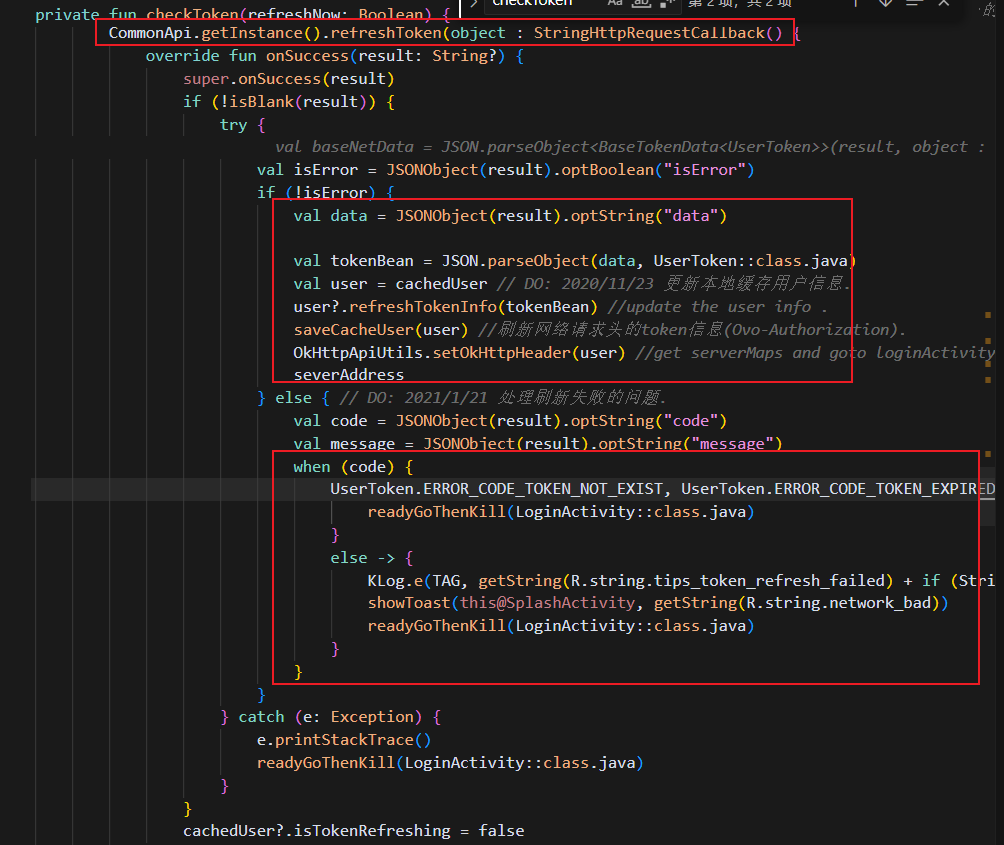 private fun checkToken(refreshNow: Boolean) {
checkToken Aa ab 第 2 项，共 2 项
CommonApi.getInstance().refreshToken(object : StringHttpRequestCallback() {
override fun onSuccess(result: String?) {
super.onSuccess(result)
if (!isBlank(result)) {
try {
val baseNetData = JSON.parseObject<BaseTokenData<UserToken>>(result, object :
val isError = JSONObject(result).optBoolean("isError")
if (!isError) {
val data = JSONObject(result).optString("data")
val tokenBean = JSON.parseObject(data, UserToken::class.java)
val user = cachedUser // DO: 2020/11/23 更新本地缓存用户信息.
user?.refreshTokenInfo(tokenBean) //update the user info .
saveCacheUser(user) //刷新网络请求头的token信息(Ovo-Authorization).
OkHttpApiUtils.setOkHttpHeader(user) //get serverMaps and goto loginActivity
severAddress
} else { // DO: 2021/1/21 处理刷新失败的问题.
val code = JSONObject(result).optString("code")
val message = JSONObject(result).optString("message")
when (code) {
UserToken.ERROR_CODE_TOKEN_NOT_EXIST, UserToken.ERROR_CODE_TOKEN_EXPIRED
readyGoThenKill(LoginActivity::class.java)
}
else -> {
KLog.e(TAG, getString(R.string.tips_token_refresh_failed) + if (Stri
showToast(this@SplashActivity, getString(R.string.network_bad))
readyGoThenKill(LoginActivity::class.java)
}
}
}
} catch (e: Exception) {
e.printStackTrace()
readyGoThenKill(LoginActivity::class.java)
}
}
cachedUser?.isTokenRefreshing = false